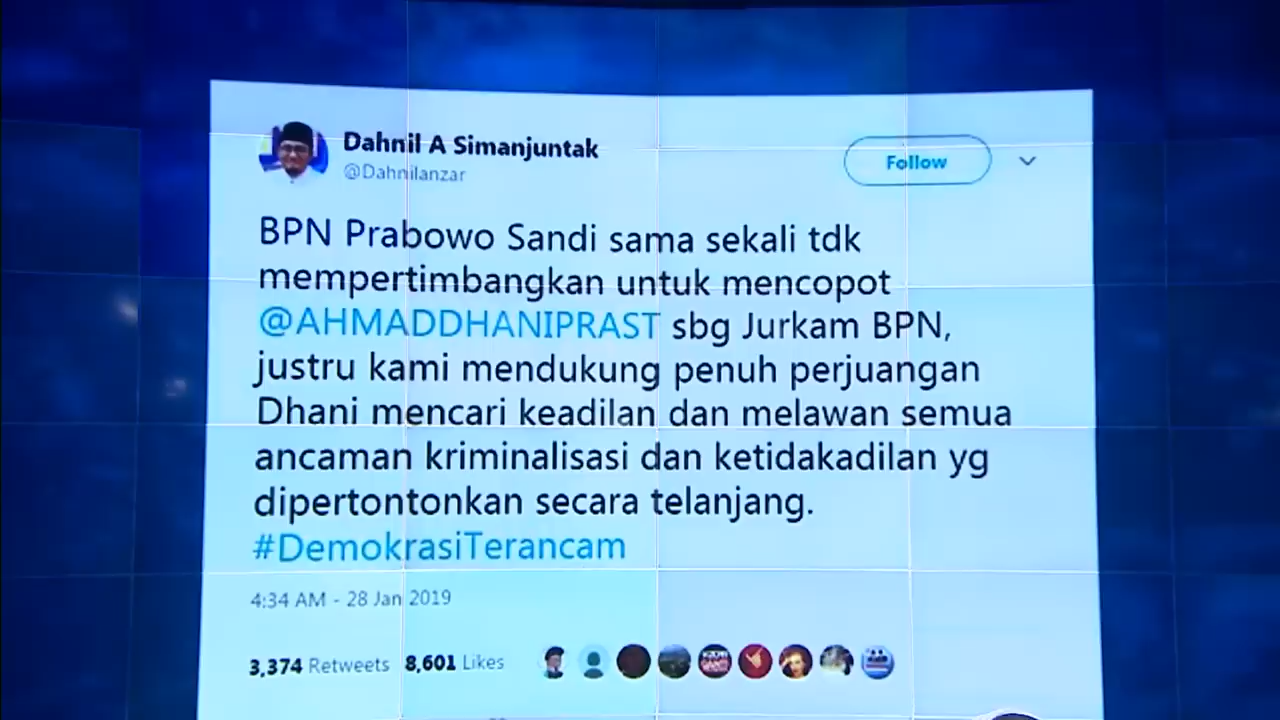 Dahnil A Simanjuntak
@Dahnilanzar
Follow
BPN Prabowo Sandi sama sekali tdk
mempertimbangkan untuk mencopot
@AHMADDHANIPRAST sbg Jurkam BPN,
justru kami mendukung penuh perjuangan
Dhani mencari keadilan dan melawan semua
ancaman kriminalisasi dan ketidakadilan yg
dipertontonkan secara telanjang.
#DemokrasiTerancam
4:34 AM - 28 Jan 2019
3,374 Retweets 8,601 Likes